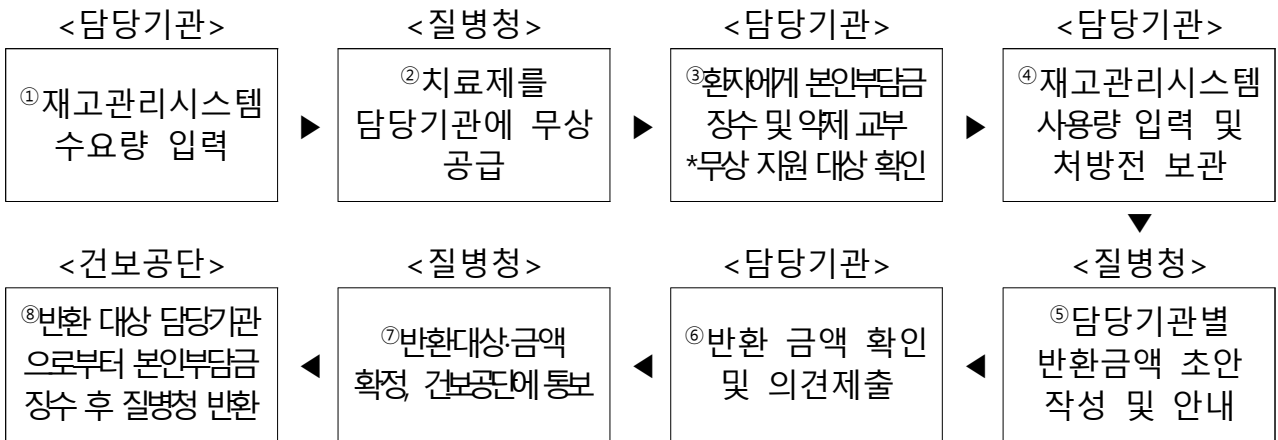 <담당기관>
①재고관리시스템
수요량 입력
▶
<질병청>
②치료제를
담당기관에 무상
공급
▶
<담당기관>
③환자에게 본인부담금
징수 및 약제 교부
*무상 지원 대상 확인
▶
<담당기관>
④재고관리시스템
사용량 입력 및
처방전 보관
▼
<질병청>
⑤담당기관별
반환금액 초안
작성 및 안내
◀
<담당기관>
⑥반환 금액 확인
및 의견제출
◀
<질병청>
⑦반환대상·금액
확정, 건보공단에 통보
◀
<건보공단>
⑧반환 대상 담당기관
으로부터 본인부담금
징수 후 질병청 반환